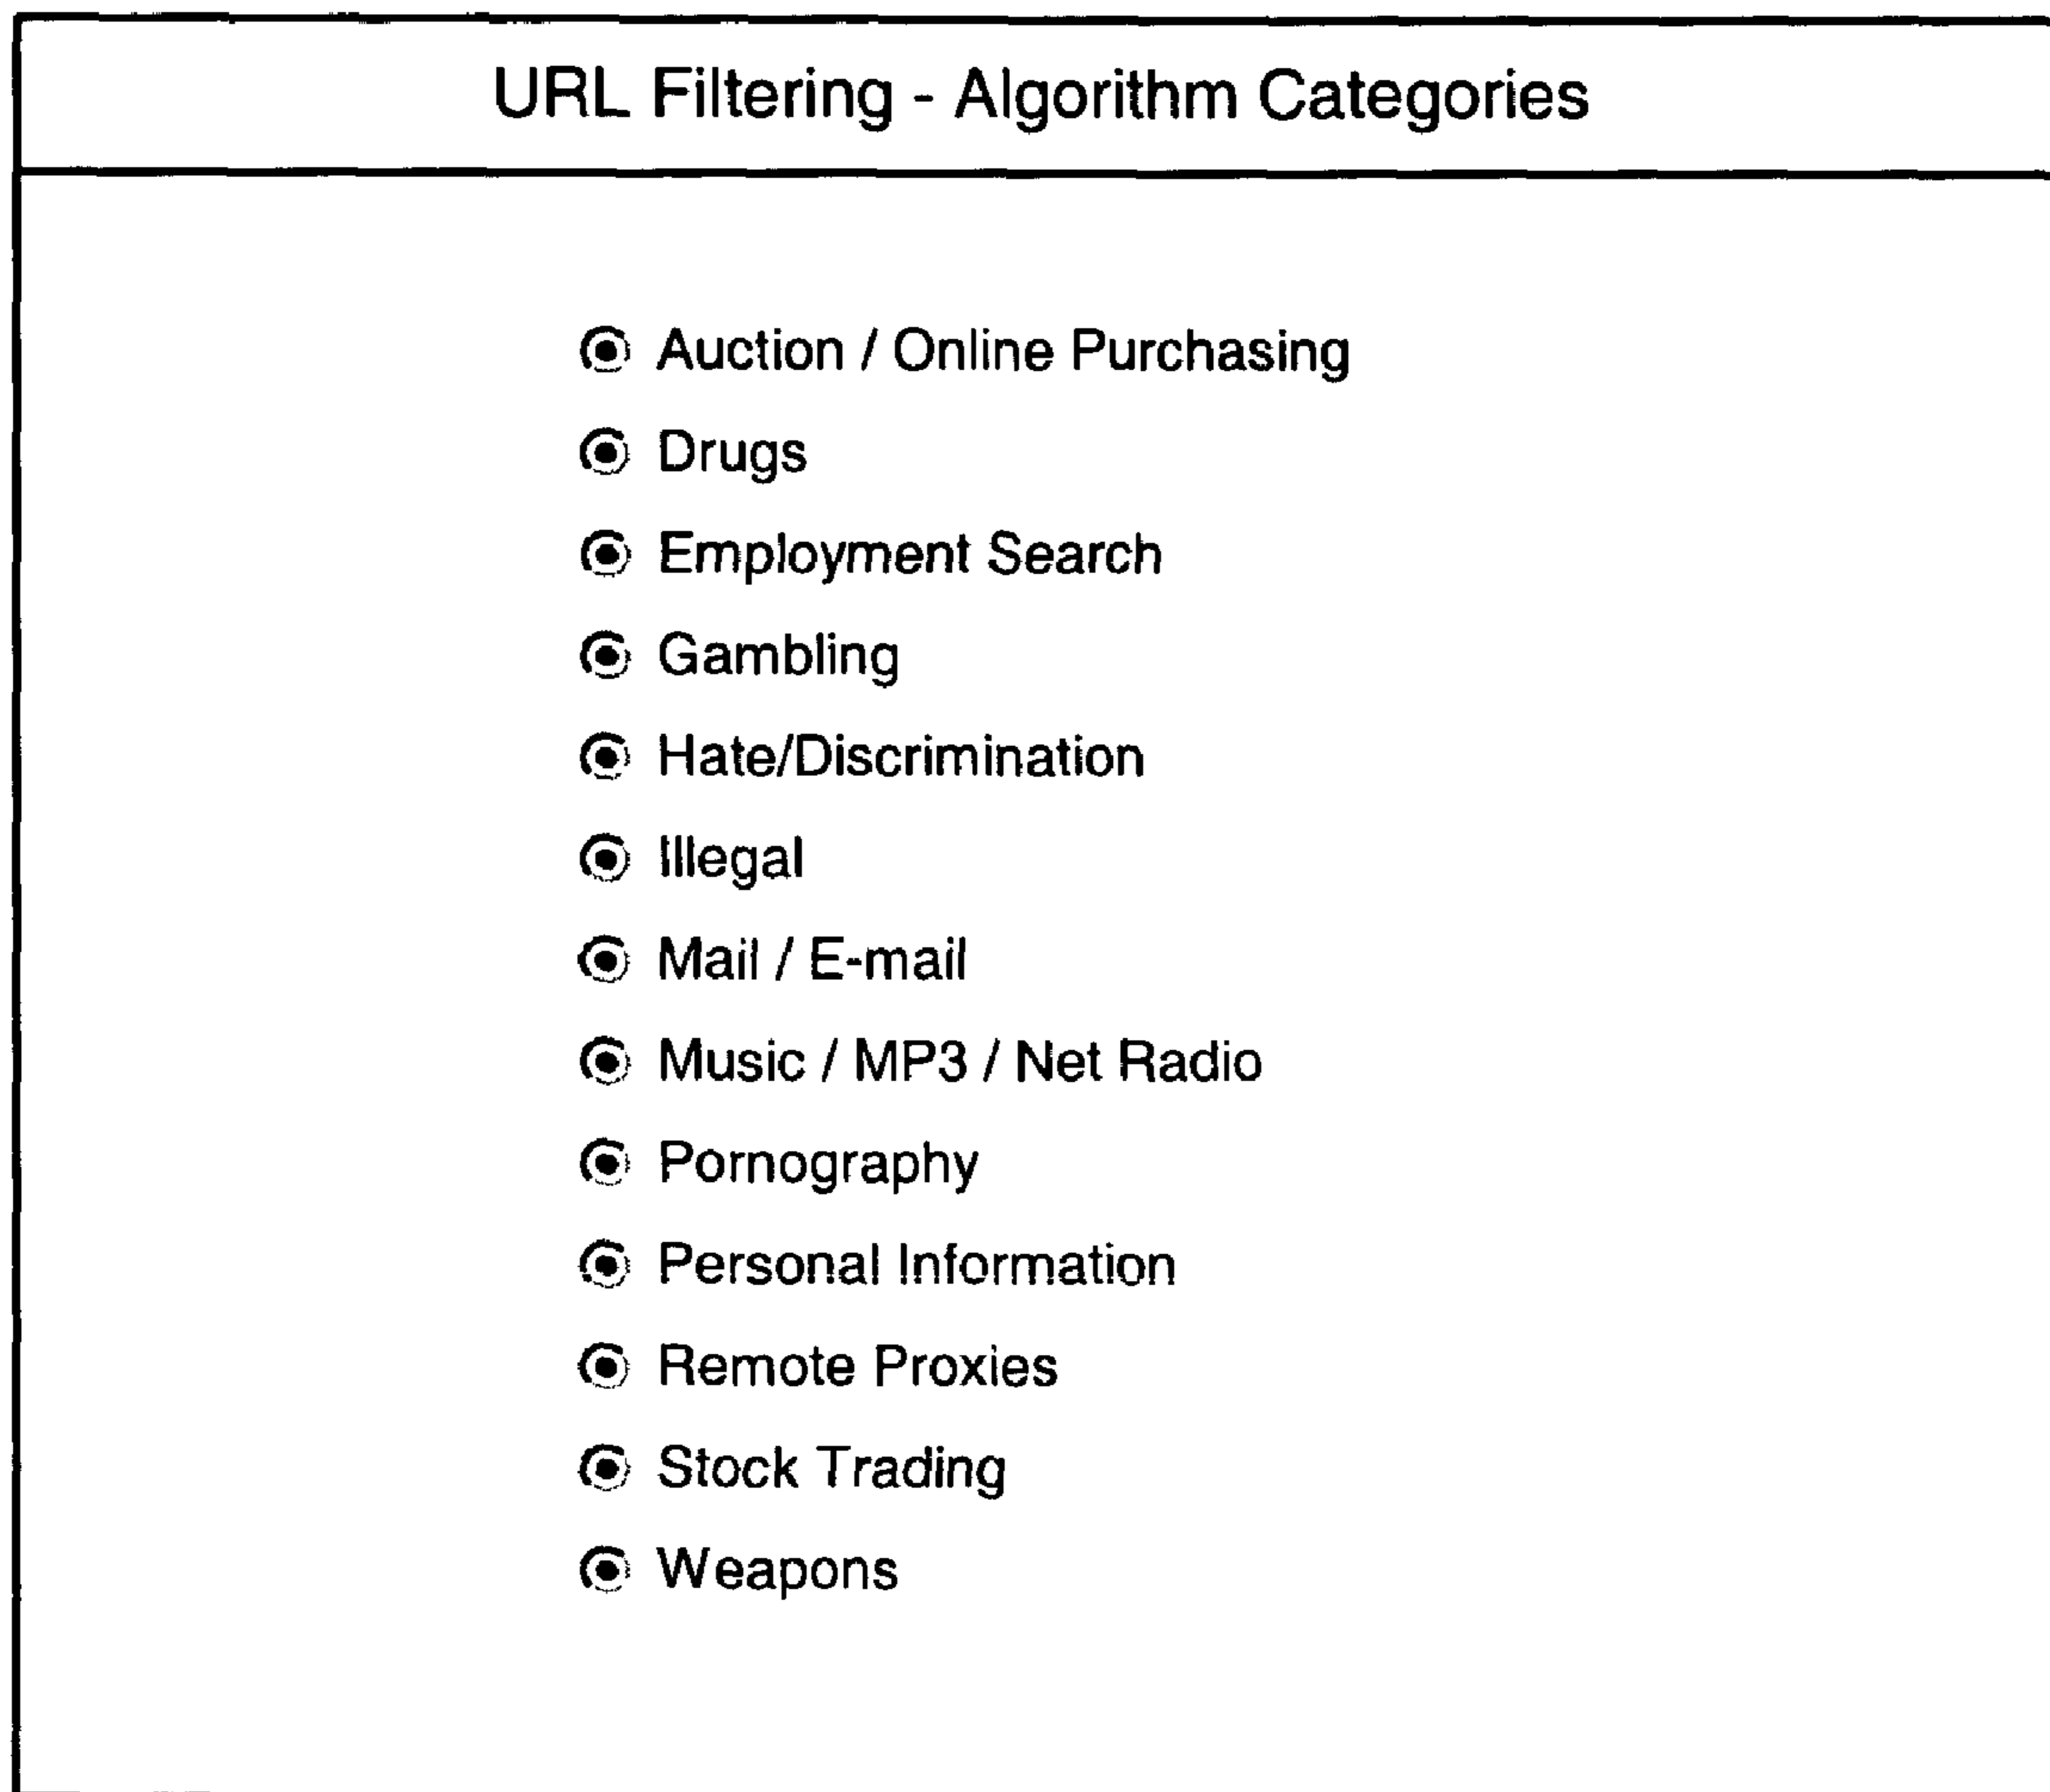 URL Filtering - Algorithm Categories
Auction / Online Purchasing
Drugs
Employment Search
Gambling
Hate/Discrimination
Illegal
Mail / E-mail
Music / MP3 / Net Radio
Pornography
Personal Information
Remote Proxies
Stock Trading
Weapons